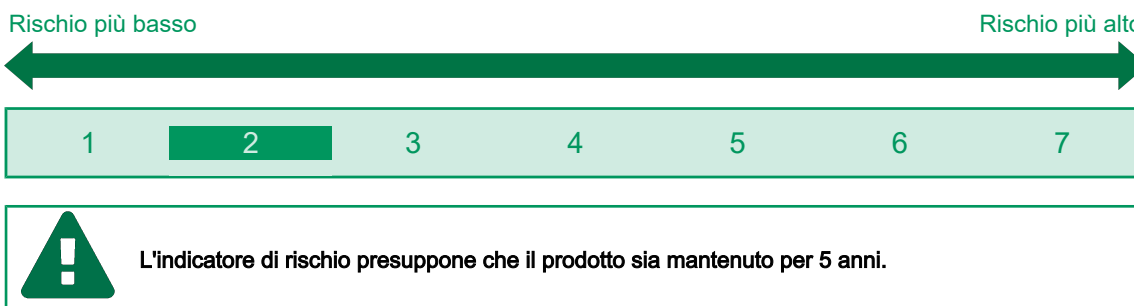 Rischio più basso Rischio più alto
1 2 3 4 5 6 7
L'indicatore di rischio presuppone che il prodotto sia mantenuto per 5 anni.